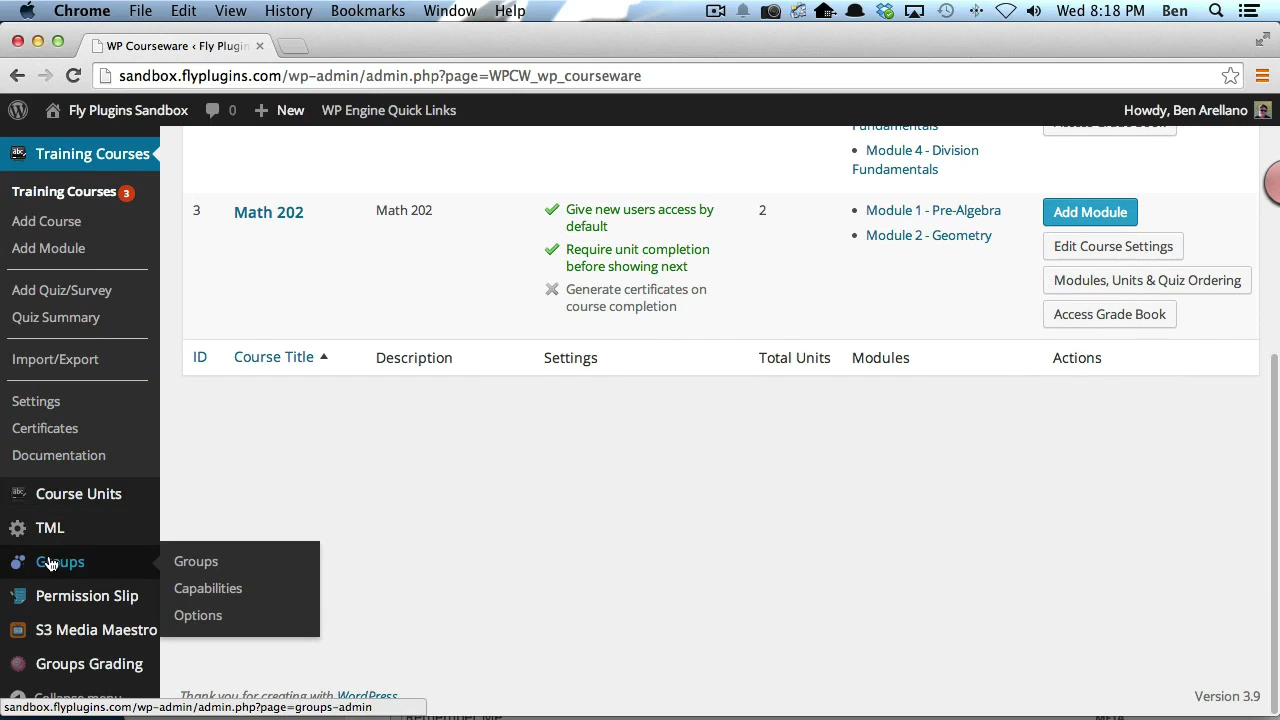 Chrome File Edit View History Bookmarks Window Help Wed 8:18 PM Ben
WP Courseware ‹ Fly Plugin
sandbox.flyplugins.com/wp-admin/admin.php?page=WPCW_wp_courseware
Fly Plugins Sandbox 0 New WP Engine Quick Links Howdy, Ben Arellano
Training Courses
Training Courses 3
Add Course
Add Module
Add Quiz/Survey
Quiz Summary
Import/Export
Settings
Certificates
Documentation
Course Units
TML
Groups
Permission Slip
S3 Media Maestro
Groups Grading
Collapse menu
Groups
Capabilities
Options
Fundamentals
Module 4 - Division
Fundamentals
Access Grade Book
3 Math 202 Math 202
Give new users access by
default
Require unit completion
before showing next
Generate certificates on
course completion
2
Module 1 - Pre-Algebra
Module 2 - Geometry
Add Module
Edit Course Settings
Modules, Units & Quiz Ordering
Access Grade Book
ID Course Title Description Settings Total Units Modules Actions
Thank you for creating with WordPress
Version 3.9
sandbox.flyplugins.com/wp-admin/admin.php?page=groups-admin